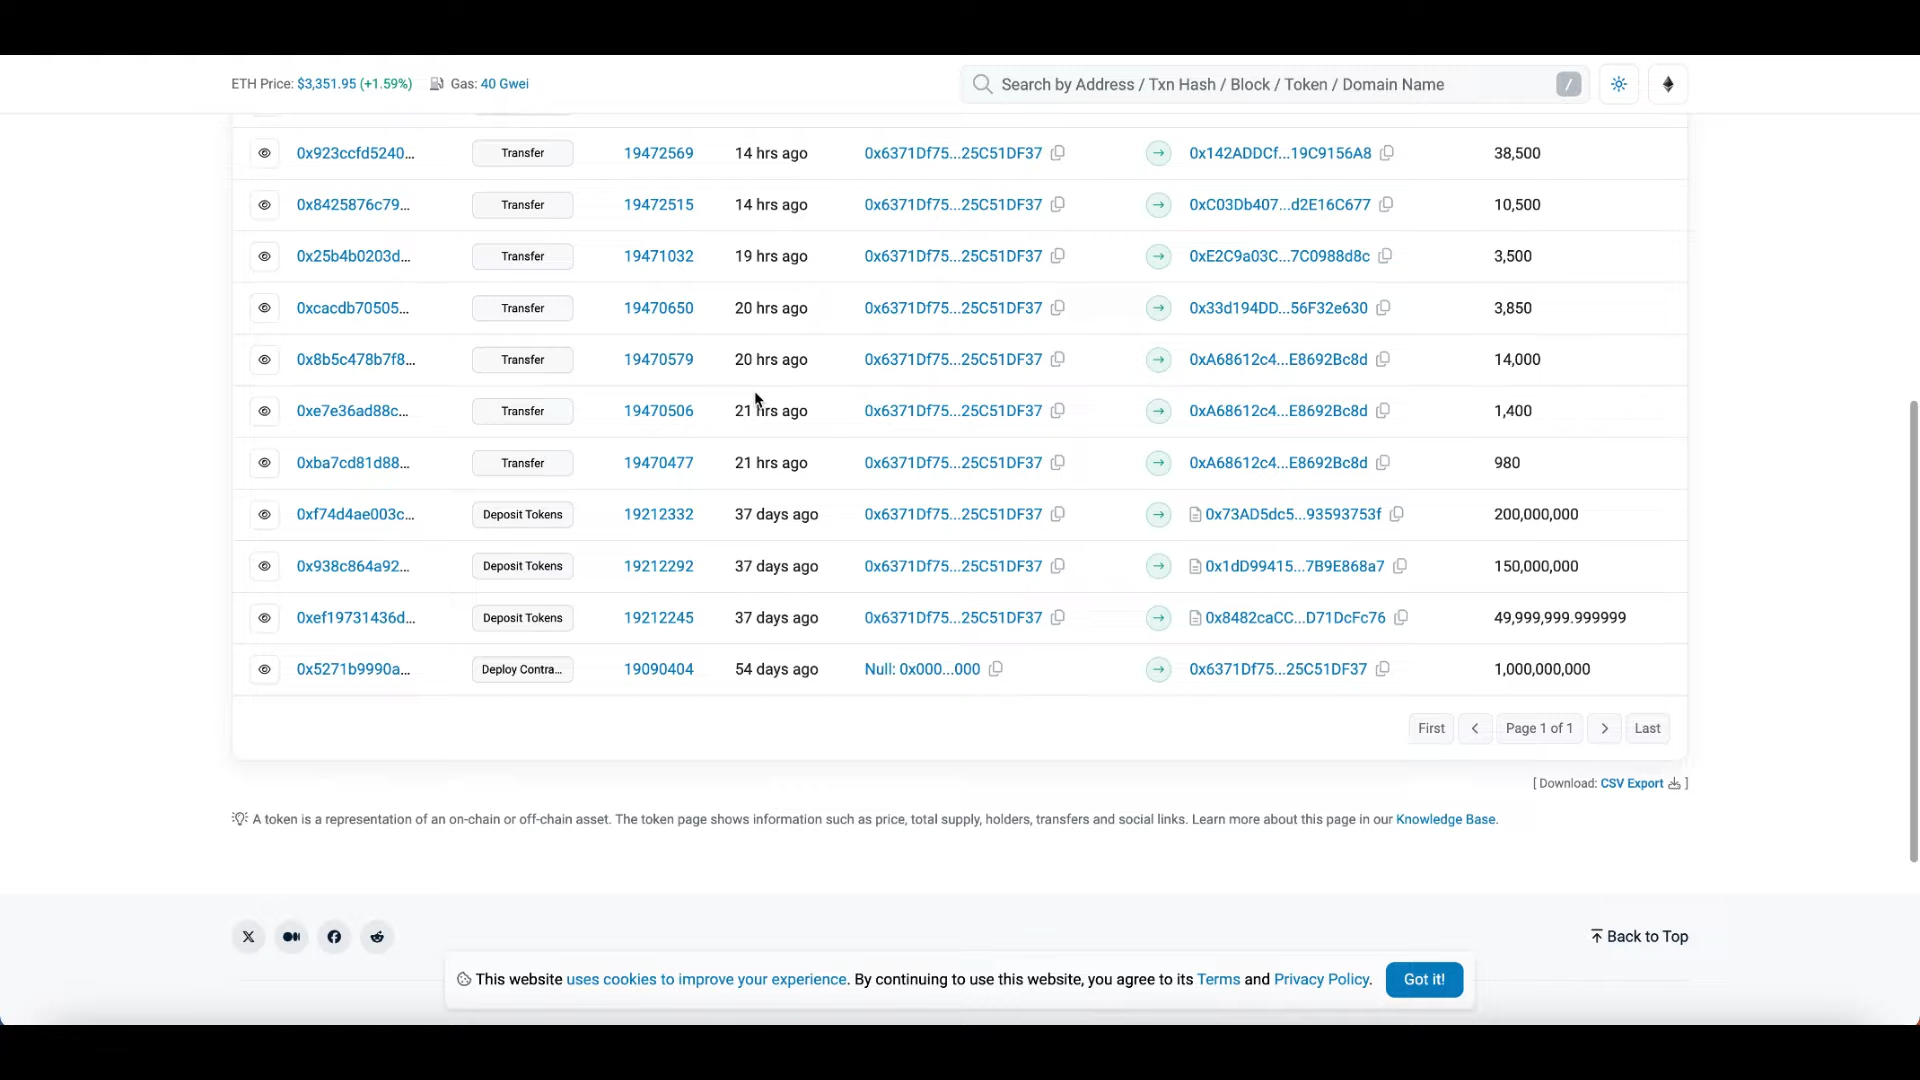 ETH Price: $3,351.95 (+1.59%) Gas: 40 Gwei Search by Address / Txn Hash / Block / Token / Domain Name /
0x923ccfd5240... Transfer 19472569 14 hrs ago 0x6371Df75...25C51DF37 0x142ADDCf...19C9156A8 38,500
0x8425876c79... Transfer 19472515 14 hrs ago 0x6371Df75...25C51DF37 0xC03Db407...d2E16C677 10,500
0x25b4b0203d... Transfer 19471032 19 hrs ago 0x6371Df75...25C51DF37 0xE2C9a03C...7C0988d8c 3,500
0xcacdb70505... Transfer 19470650 20 hrs ago 0x6371Df75...25C51DF37 0x33d194DD...56F32e630 3,850
0x8b5c478b7f8... Transfer 19470579 20 hrs ago 0x6371Df75...25C51DF37 0xA68612c4...E8692Bc8d 14,000
0xe7e36ad88c... Transfer 19470506 21 hrs ago 0x6371Df75...25C51DF37 0xA68612c4...E8692Bc8d 1,400
0xba7cd81d88... Transfer 19470477 21 hrs ago 0x6371Df75...25C51DF37 0xA68612c4...E8692Bc8d 980
0xf74d4ae003c... Deposit Tokens 19212332 37 days ago 0x6371Df75...25C51DF37 0x73AD5dc5...93593753f 200,000,000
0x938c864a92... Deposit Tokens 19212292 37 days ago 0x6371Df75...25C51DF37 0x1dD99415...7B9E868a7 150,000,000
0xef19731436d... Deposit Tokens 19212245 37 days ago 0x6371Df75...25C51DF37 0x8482caCC...D71DcFc76 49,999,999.999999
0x5271b9990a... Deploy Contra... 19090404 54 days ago Null: 0x000...000 0x6371Df75...25C51DF37 1,000,000,000
First < Page 1 of 1 > Last
[ Download: CSV Export ]
A token is a representation of an on-chain or off-chain asset. The token page shows information such as price, total supply, holders, transfers and social links. Learn more about this page in our Knowledge Base.
Back to Top
This website uses cookies to improve your experience. By continuing to use this website, you agree to its Terms and Privacy Policy. Got it!